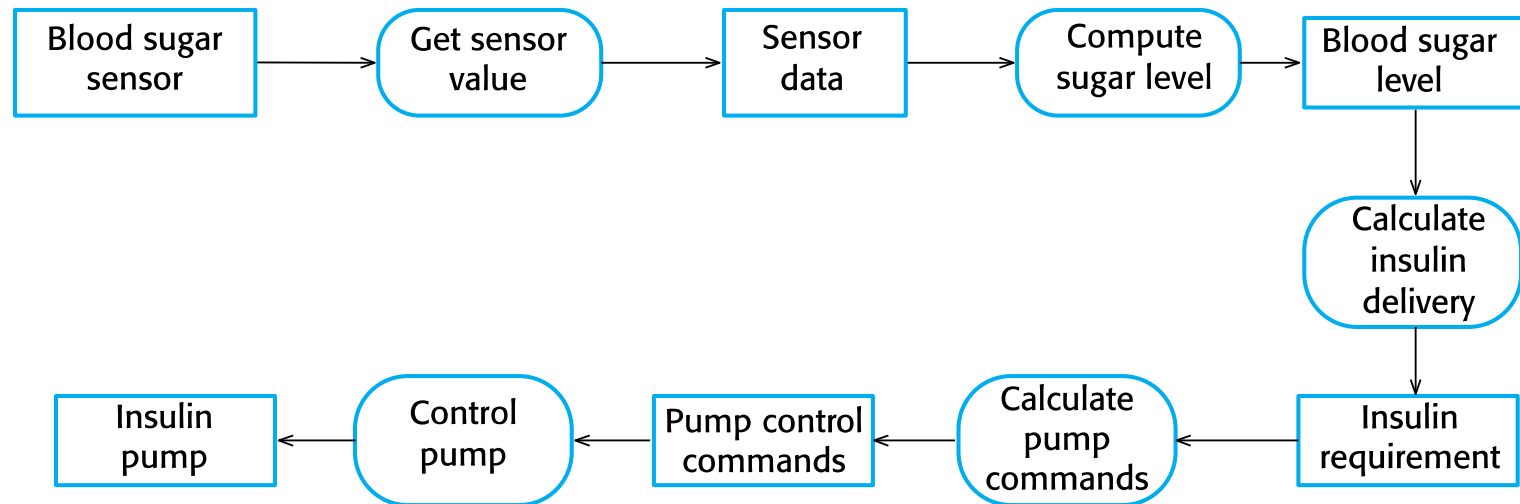 Blood sugar
sensor
Get sensor
value
Sensor
data
Compute
sugar level
Blood sugar
level
Calculate
insulin
delivery
Insulin
requirement
Calculate
pump
commands
Pump control
commands
Control
pump
Insulin
pump